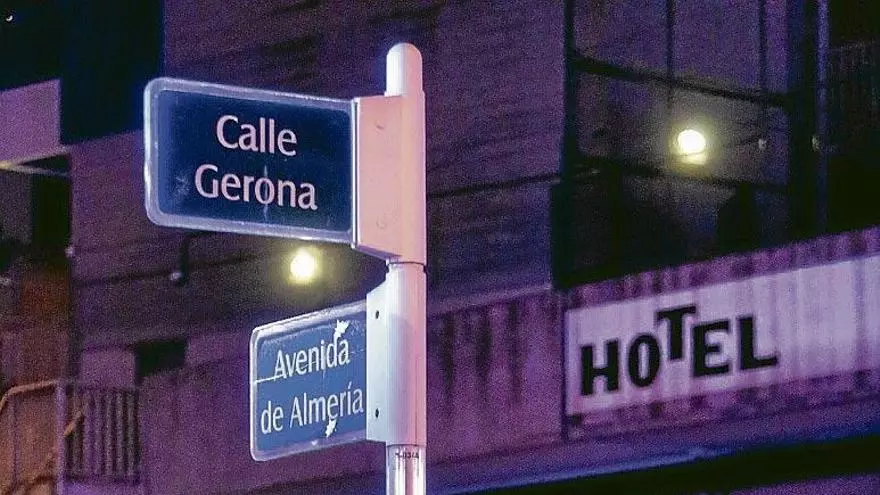 Calle
Gerona
Avenida
de Almería
HOTEL